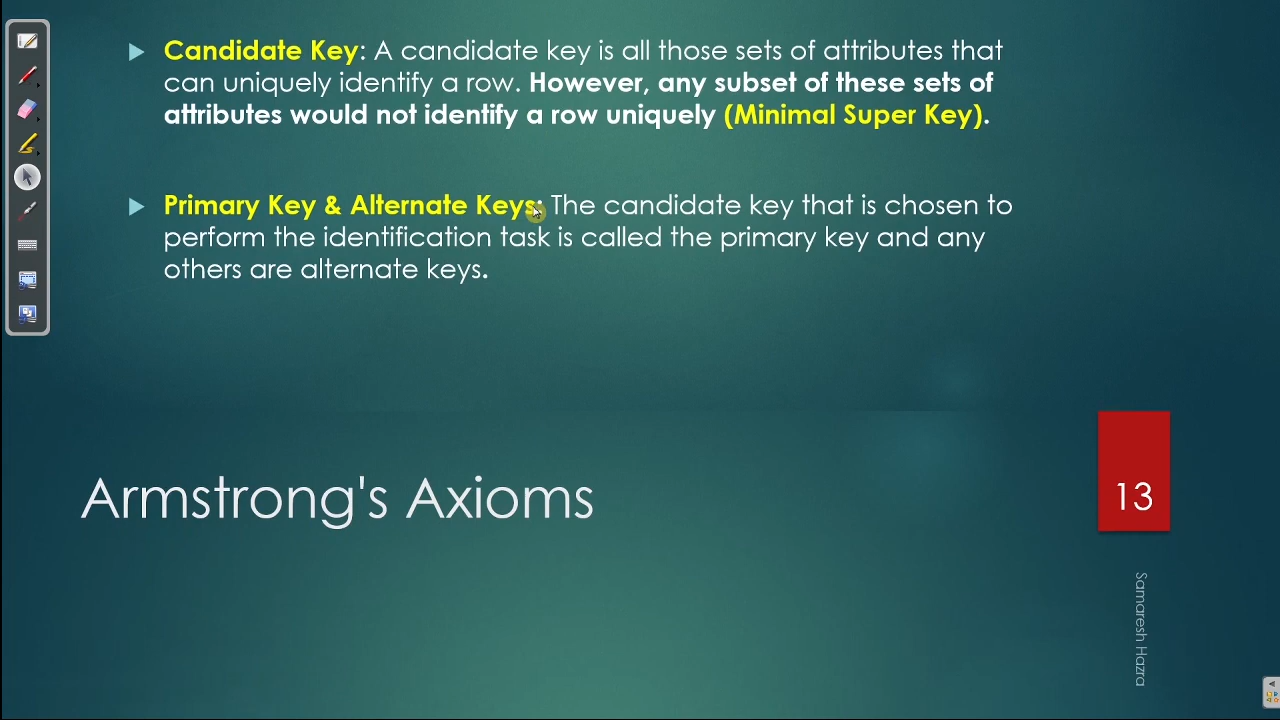 Candidate Key: A candidate key is all those sets of attributes that
can uniquely identify a row. However, any subset of these sets of
attributes would not identify a row uniquely (Minimal Super Key).
Primary Key & Alternate Keys: The candidate key that is chosen to
perform the identification task is called the primary key and any
others are alternate keys.
Armstrong's Axioms
13
Samaresh Hazra